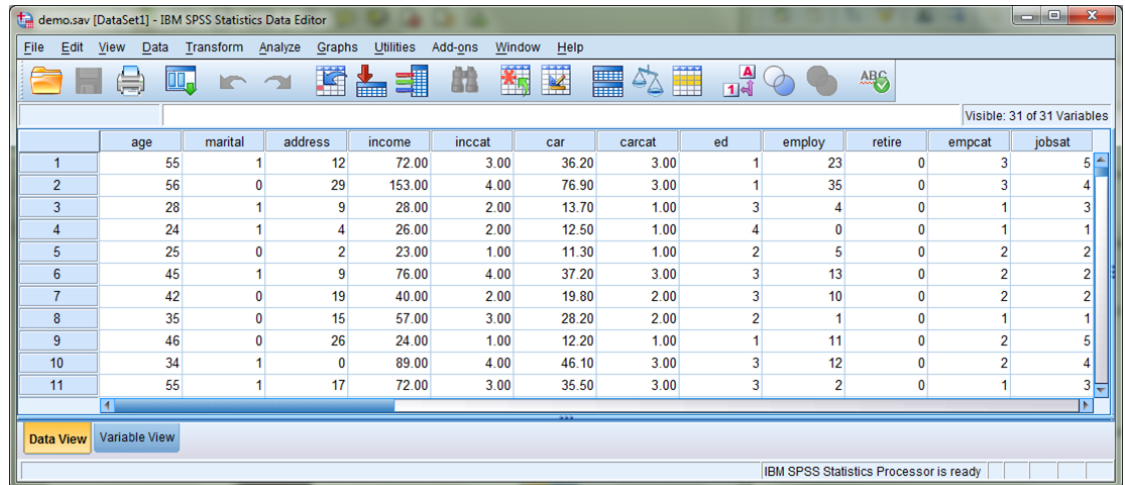 demo.sav [DataSet1] - IBM SPSS Statistics Data Editor
File Edit View Data Transform Analyze Graphs Utilities Add-ons Window Help
A
1
ABC
Visible: 31 of 31 Variables
age marital address income inccat car carcat ed employ retire empcat jobsat
1 55 1 12 72.00 3.00 36.20 3.00 1 23 0 3 5
2 56 0 29 153.00 4.00 76.90 3.00 1 35 0 3 4
3 28 1 9 28.00 2.00 13.70 1.00 3 4 0 1 3
4 24 1 4 26.00 2.00 12.50 1.00 4 0 0 1 1
5 25 0 2 23.00 1.00 11.30 1.00 2 5 0 2 2
6 45 1 9 76.00 4.00 37.20 3.00 3 13 0 2 2
7 42 0 19 40.00 2.00 19.80 2.00 3 10 0 2 2
8 35 0 15 57.00 3.00 28.20 2.00 2 1 0 1 1
9 46 0 26 24.00 1.00 12.20 1.00 1 11 0 2 5
10 34 1 0 89.00 4.00 46.10 3.00 3 12 0 2 4
11 55 1 17 72.00 3.00 35.50 3.00 3 2 0 1 3
Data View Variable View
IBM SPSS Statistics Processor is ready